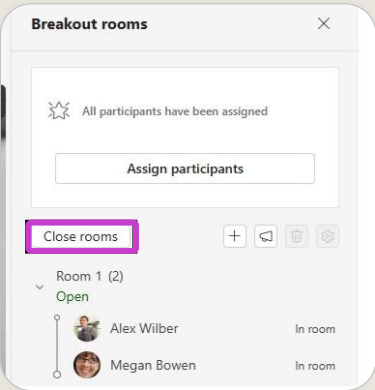 Breakout rooms
All participants have been assigned
Assign participants
Close rooms
Room 1 (2)
Open
Alex Wilber In room
Megan Bowen In room